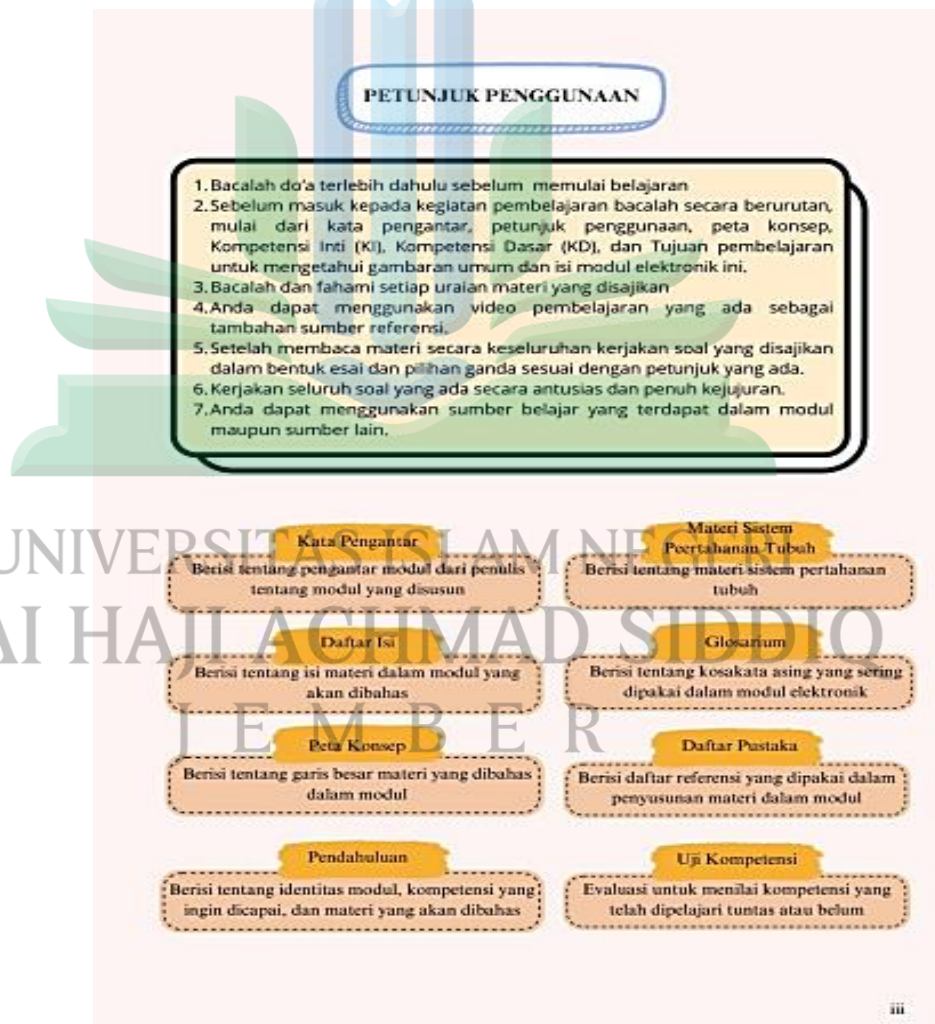 PETUNJUK PENGGUNAAN
1. Bacalah do'a terlebih dahulu sebelum memulai belajaran
2. Sebelum masuk kepada kegiatan pembelajaran bacalah secara berurutan,
mulai dari kata pengantar, petunjuk penggunaan, peta konsep,
Kompetensi Inti (KI), Kompetensi Dasar (KD), dan Tujuan pembelajaran
untuk mengetahui gambaran umum dan isi modul elektronik ini.
3. Bacalah dan fahami setiap uraian materi yang disajikan
4. Anda dapat menggunakan video pembelajaran yang ada sebagai
tambahan sumber referensi.
5. Setelah membaca materi secara keseluruhan kerjakan soal yang disajikan
dalam bentuk esai dan pilihan ganda sesuai dengan petunjuk yang ada.
6. Kerjakan seluruh soal yang ada secara antusias dan penuh kejujuran.
7. Anda dapat menggunakan sumber belajar yang terdapat dalam modul
maupun sumber lain.
Kata Pengantar
Berisi tentang pengantar modul dari penulis
tentang modul yang disusun
Materi Sistem
Peertahanan Tubuh
Berisi tentang materi sistem pertahanan
tubuh
Daftar Isi
Berisi tentang isi materi dalam modul yang
akan dibahas
Glosarium
Berisi tentang kosakata asing yang sering
dipakai dalam modul elektronik
Peta Konsep
Berisi tentang garis besar materi yang dibahas
dalam modul
Daftar Pustaka
Berisi daftar referensi yang dipakai dalam
penyusunan materi dalam modul
Pendahuluan
Berisi tentang identitas modul, kompetensi yang
ingin dicapai, dan materi yang akan dibahas
Uji Kompetensi
Evaluasi untuk menilai kompetensi yang
telah dipelajari tuntas atau belum
UNIVERSITAS ISLAM NEGERI
AI HAJI ACHMAD SIDDIQ
JEMBER
iii